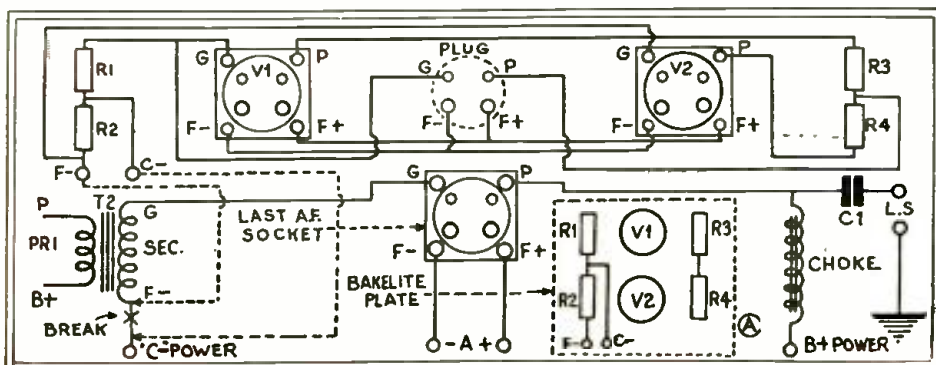 PLUG
R1
G
V1
P
G
P
G
V2
P
R3
R2
F-
F+
F-
F+
F-
F+
R4
F-
C-
P
T2
G
PRI
SEC.
B+
F-
BREAK
"C-"POWER
LAST A.F.
SOCKET
G
P
F-
F+
BAKELITE
PLATE
-A+
R1
V1
R3
R2
V2
R4
F-
C-
A
C1
L.S
CHOKE
B+POWER